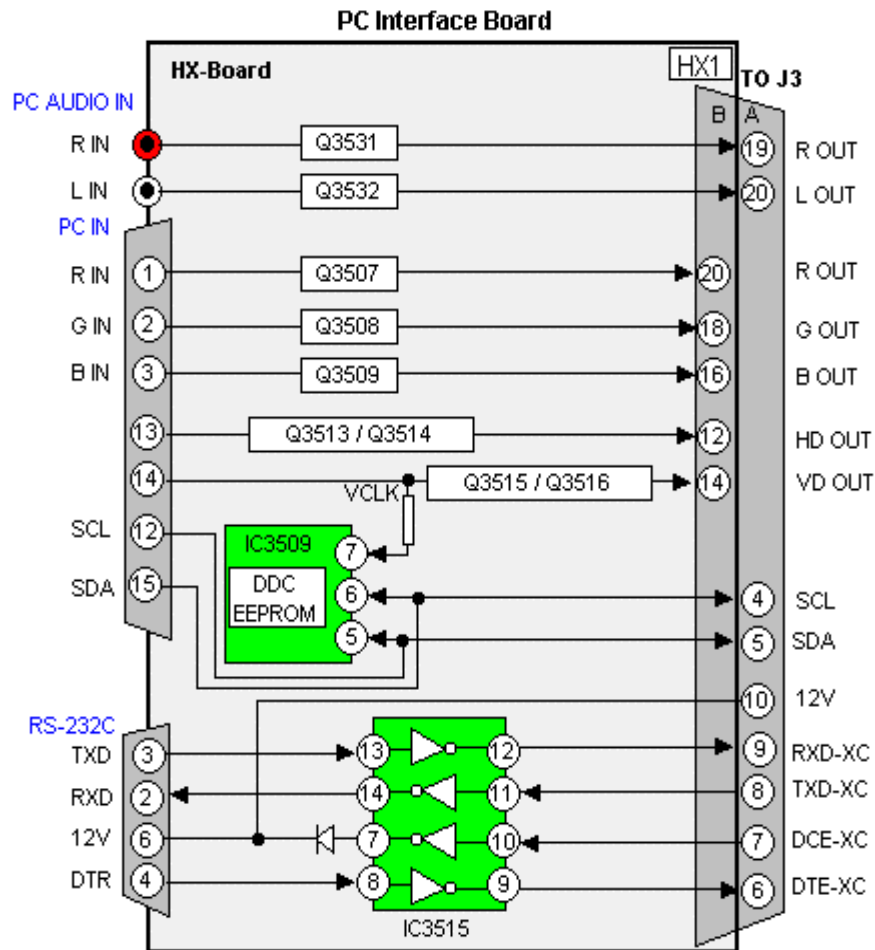 PC Interface Board
HX-Board
HX1
TO J3
PC AUDIO IN
B A
R IN Q3531 19 R OUT
L IN Q3532 20 L OUT
PC IN
R IN 1 Q3507 20 R OUT
G IN 2 Q3508 18 G OUT
B IN 3 Q3509 16 B OUT
13 Q3513 / Q3514 12 HD OUT
14 Q3515 / Q3516 14 VD OUT
VCLK
SCL 12 IC3509 7
SDA 15 DDC 6 4 SCL
EEPROM 5 5 SDA
10 12V
RS-232C
TXD 3 13 12 9 RXD-XC
RXD 2 14 11 8 TXD-XC
12V 6 7 10 7 DCE-XC
DTR 4 8 9 6 DTE-XC
IC3515